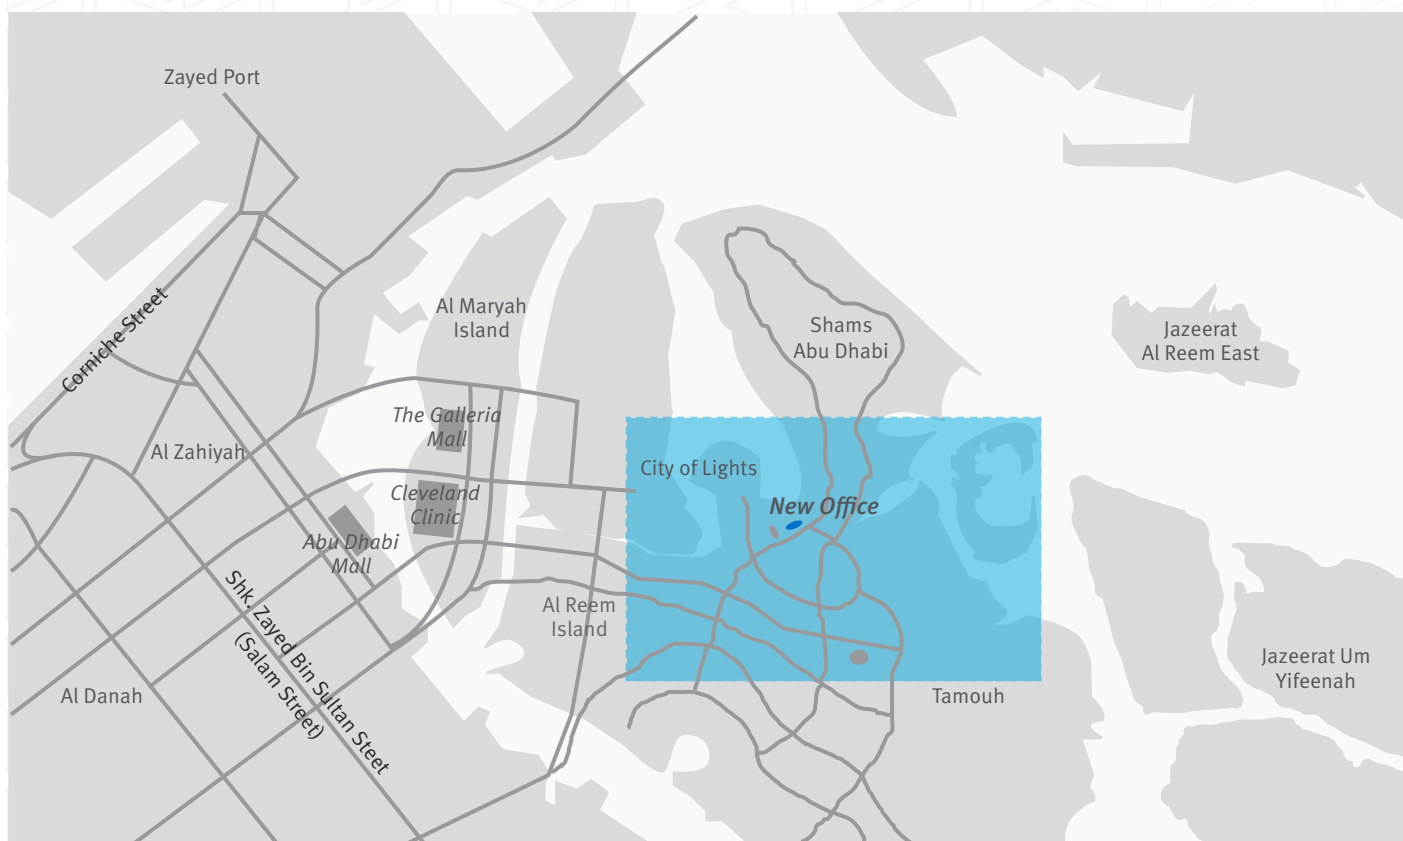 Zayed Port
Corniche Street
Al Maryah
Island
Shams
Abu Dhabi
Jazeerat
Al Reem East
The Galleria
Mall
Al Zahiyah
City of Lights
Cleveland
Clinic
New Office
Abu Dhabi
Mall
Shk. Zayed Bin Sultan Steet
(Salam Street)
Al Reem
Island
Al Danah
Tamouh
Jazeerat Um
Yifeenah